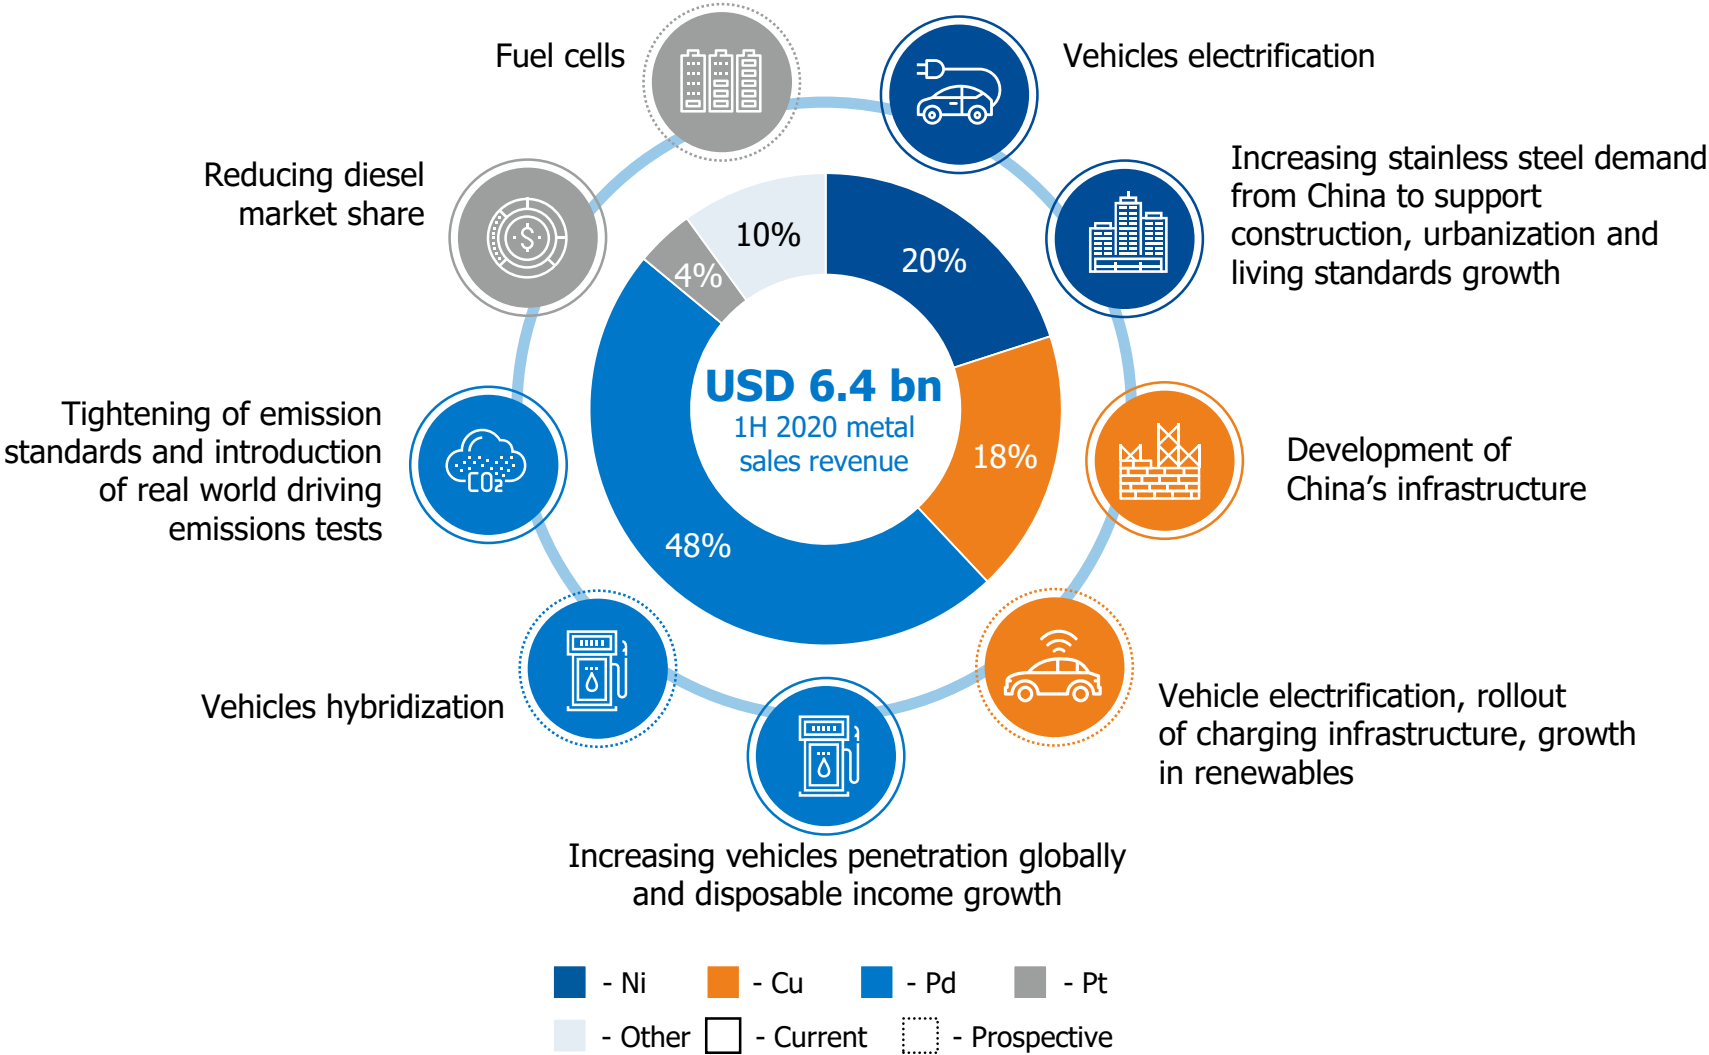 Fuel cells
Vehicles electrification
Reducing diesel
market share
Increasing stainless steel demand
from China to support
construction, urbanization and
living standards growth
$
10%
20%
4%
USD 6.4 bn
1H 2020 metal
sales revenue
18%
48%
Tightening of emission
standards and introduction
of real world driving
emissions tests
CO₂
Development of
China’s infrastructure
Vehicles hybridization
Vehicle electrification, rollout
of charging infrastructure, growth
in renewables
Increasing vehicles penetration globally
and disposable income growth
- Ni
- Cu
- Pd
- Pt
- Other
- Current
- Prospective